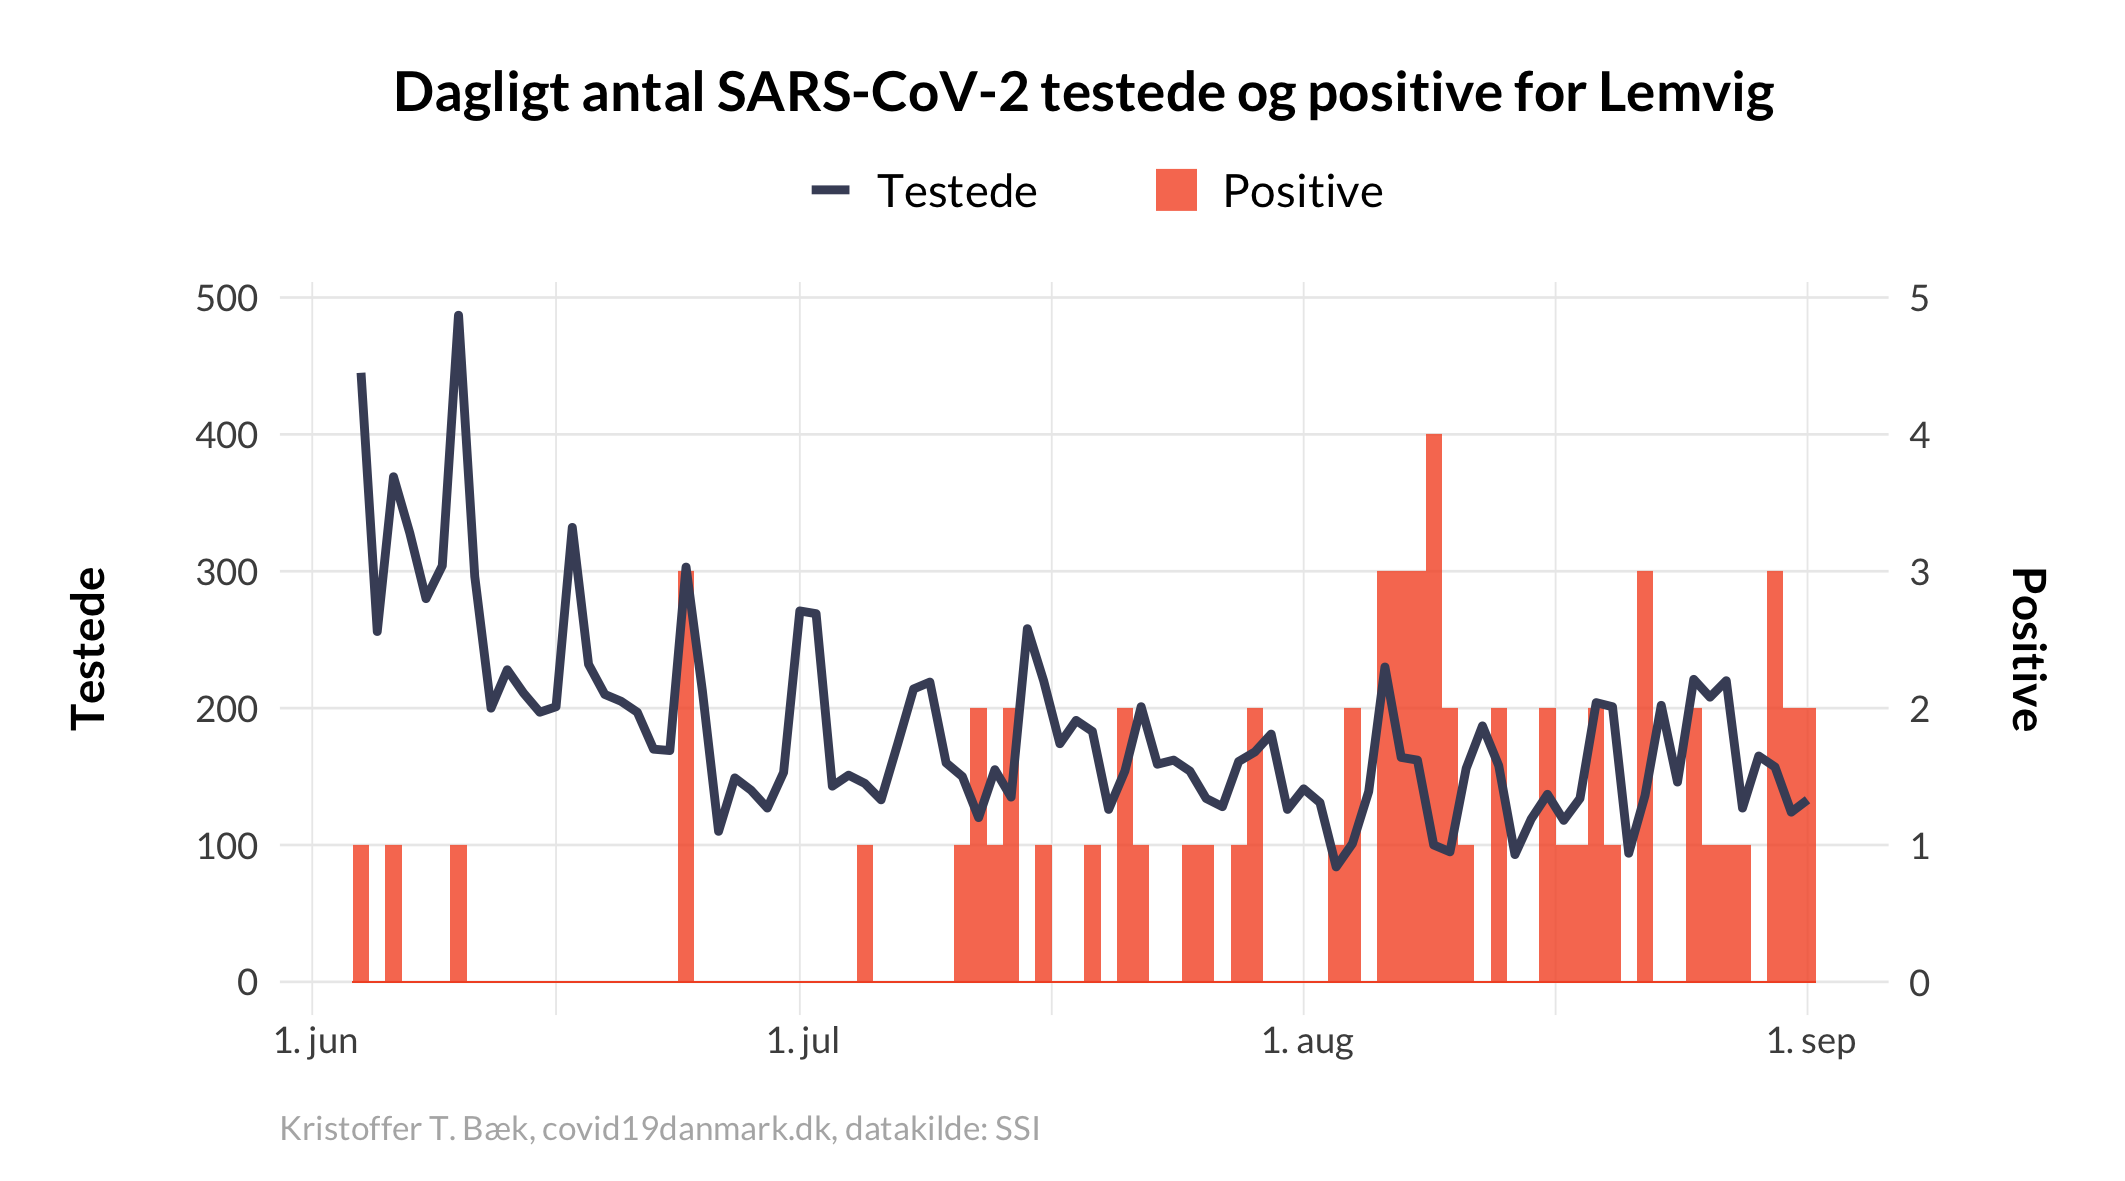 Dagligt antal SARS-CoV-2 testede og positive for Lemvig
Testede
Positive
500
400
300
200
100
0
5
4
3
2
1
0
Testede
Positive
1. jun
1. jul
1. aug
1. sep
Kristoffer T. Bæk, covid19danmark.dk, datakilde: SSI